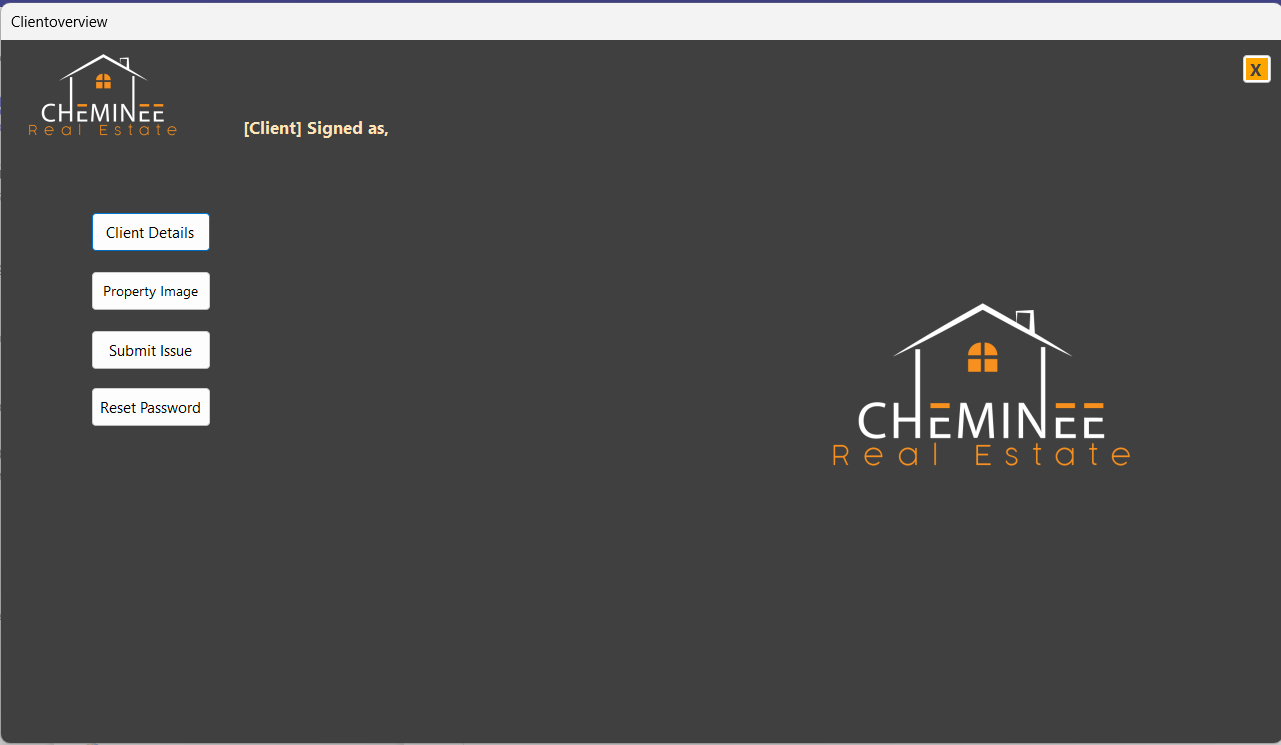 Clientoverview
X
CHEMINEE
Real Estate
[Client] Signed as,
Client Details
Property Image
Submit Issue
Reset Password
CHEMINEE
Real Estate